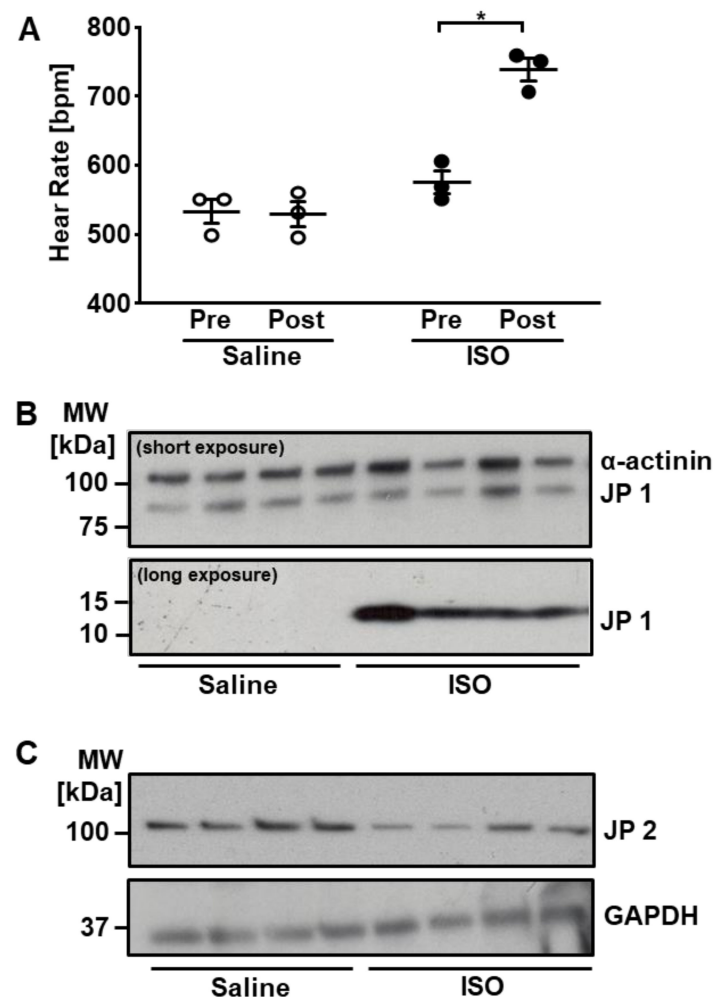 A
Hear Rate [bpm]
800
700
600
500
400
*
Pre Post Pre Post
Saline ISO
B
MW
[kDa]
(short exposure)
100
75
α-actinin
JP 1
(long exposure)
15
10
JP 1
Saline ISO
C
MW
[kDa]
100
JP 2
37
GAPDH
Saline ISO